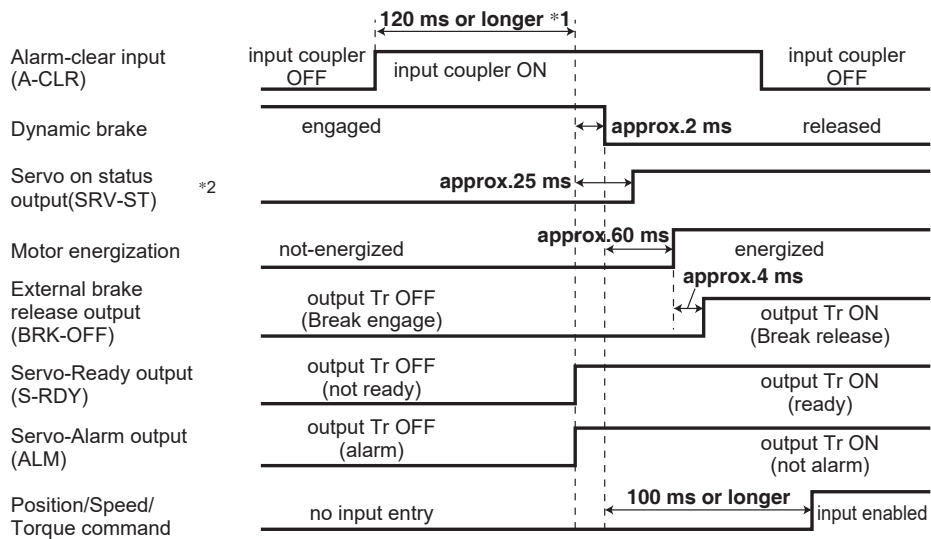 120 ms or longer *1
Alarm-clear input
(A-CLR)
input coupler
OFF
input coupler ON
input coupler
OFF
Dynamic brake
engaged
approx.2 ms
released
Servo on status
output(SRV-ST)
*2
approx.25 ms
Motor energization
not-energized
approx.60 ms
energized
approx.4 ms
External brake
release output
(BRK-OFF)
output Tr OFF
(Break engage)
output Tr ON
(Break release)
Servo-Ready output
(S-RDY)
output Tr OFF
(not ready)
output Tr ON
(ready)
Servo-Alarm output
(ALM)
output Tr OFF
(alarm)
output Tr ON
(not alarm)
Position/Speed/
Torque command
no input entry
100 ms or longer
input enabled